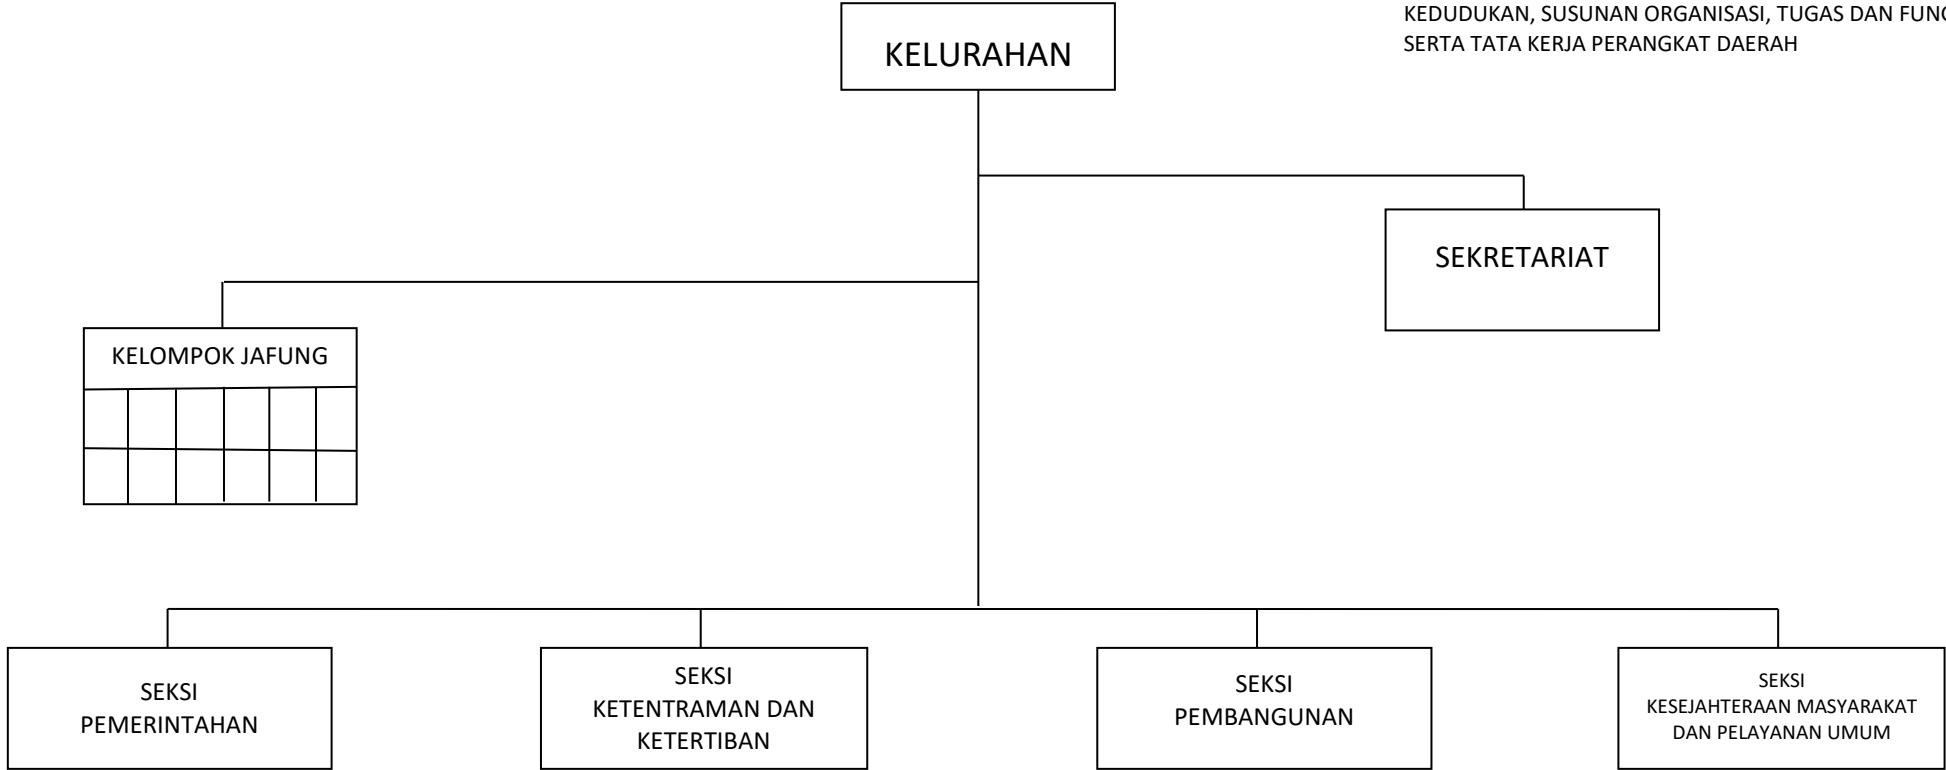 KEDUDUKAN, SUSUNAN ORGANISASI, TUGAS DAN
SERTA TATA KERJA PERANGKAT DAERAH
KELURAHAN
SEKRETARIAT
KELOMPOK JAFUNG
SEKSI
PEMERINTAHAN
SEKSI
KETENTRAMAN DAN
KETERTIBAN
SEKSI
PEMBANGUNAN
SEKSI
KESEJAHTERAAN MASYARAKAT
DAN PELAYANAN UMUM